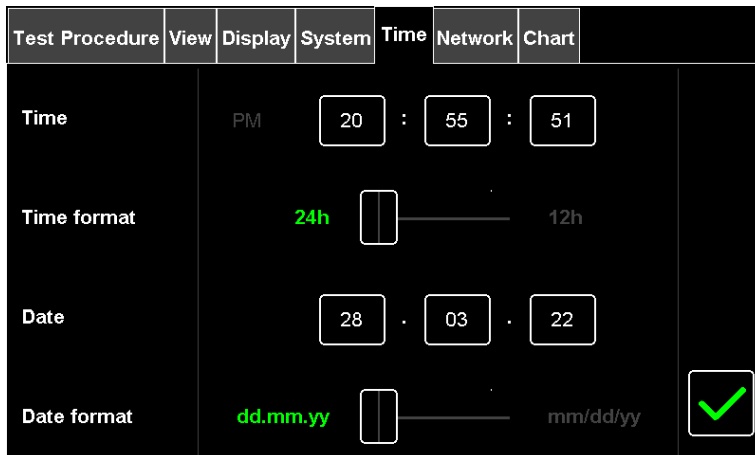 Test Procedure View Display System Time Network Chart
Time PM 20 : 55 : 51
Time format 24h 12h
Date 28 . 03 . 22
Date format dd.mm.yy mm/dd/yy